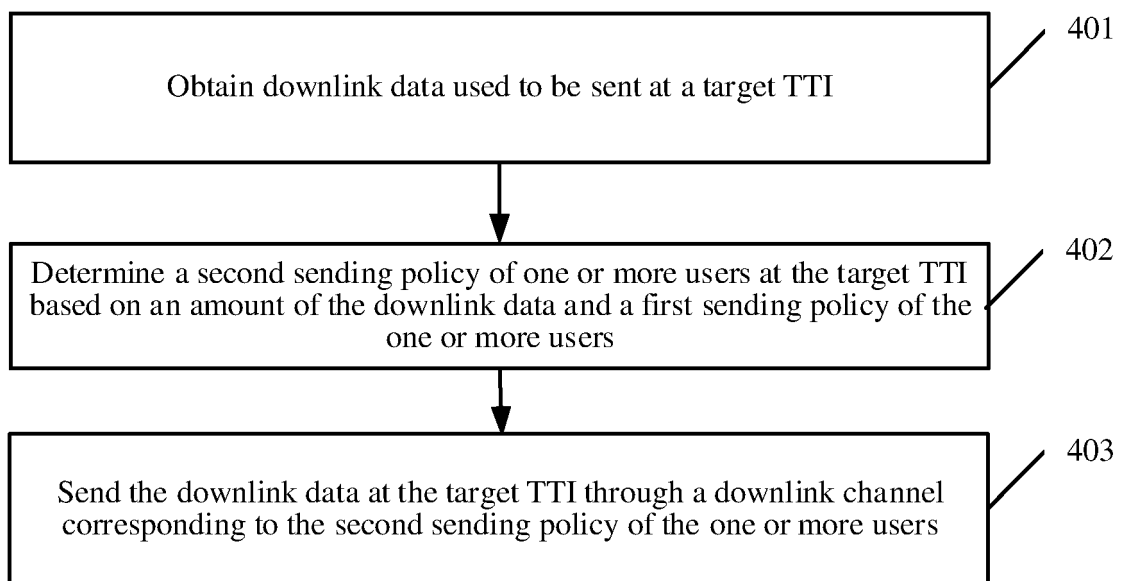 401
Obtain downlink data used to be sent at a target TTI
402
Determine a second sending policy of one or more users at the target TTI
based on an amount of the downlink data and a first sending policy of the
one or more users
403
Send the downlink data at the target TTI through a downlink channel
corresponding to the second sending policy of the one or more users